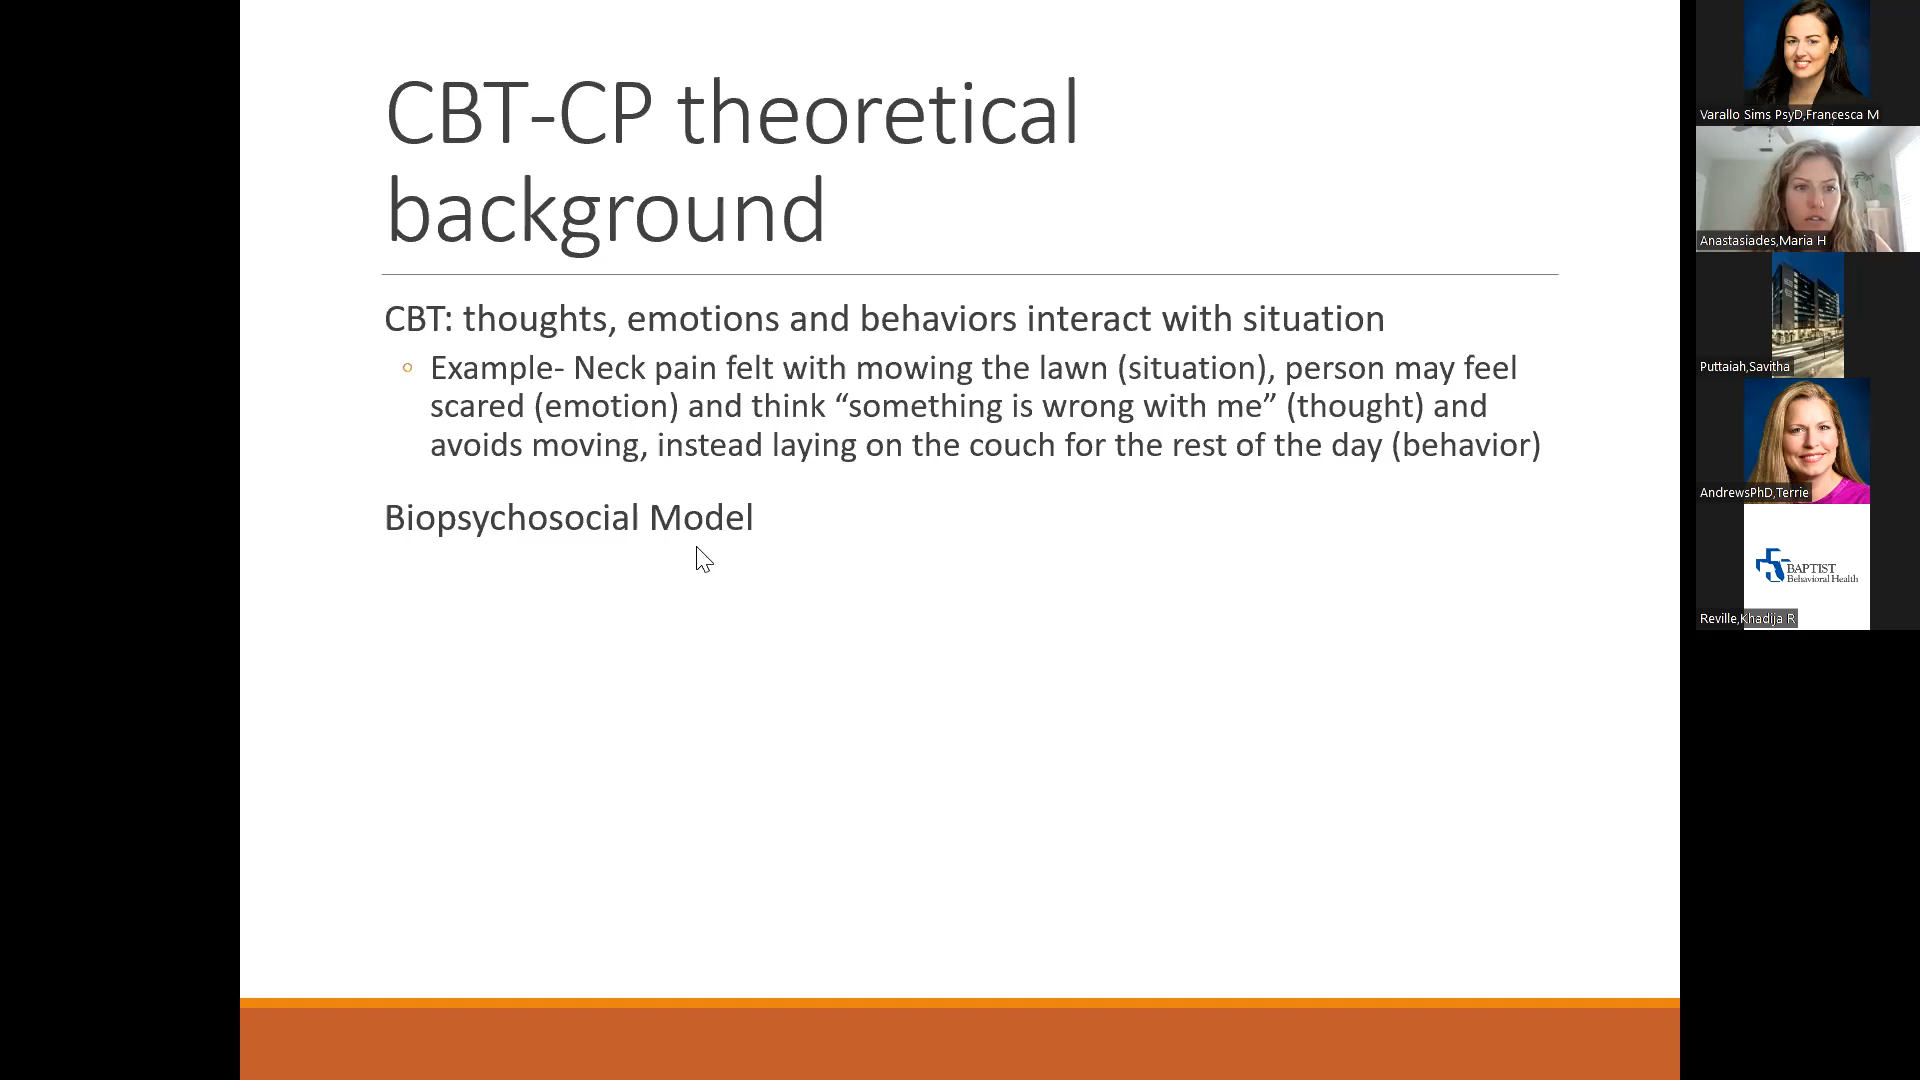 CBT-CP theoretical
background
CBT: thoughts, emotions and behaviors interact with situation
Example- Neck pain felt with mowing the lawn (situation), person may feel
scared (emotion) and think “something is wrong with me” (thought) and
avoids moving, instead laying on the couch for the rest of the day (behavior)
Biopsychosocial Model
Varallo Sims PsyD,Francesca M
Anastasiades,Maria H
Puttaiah,Savitha
AndrewsPhD,Terrie
BAPTIST
Behavioral Health
Reville,Khadija R